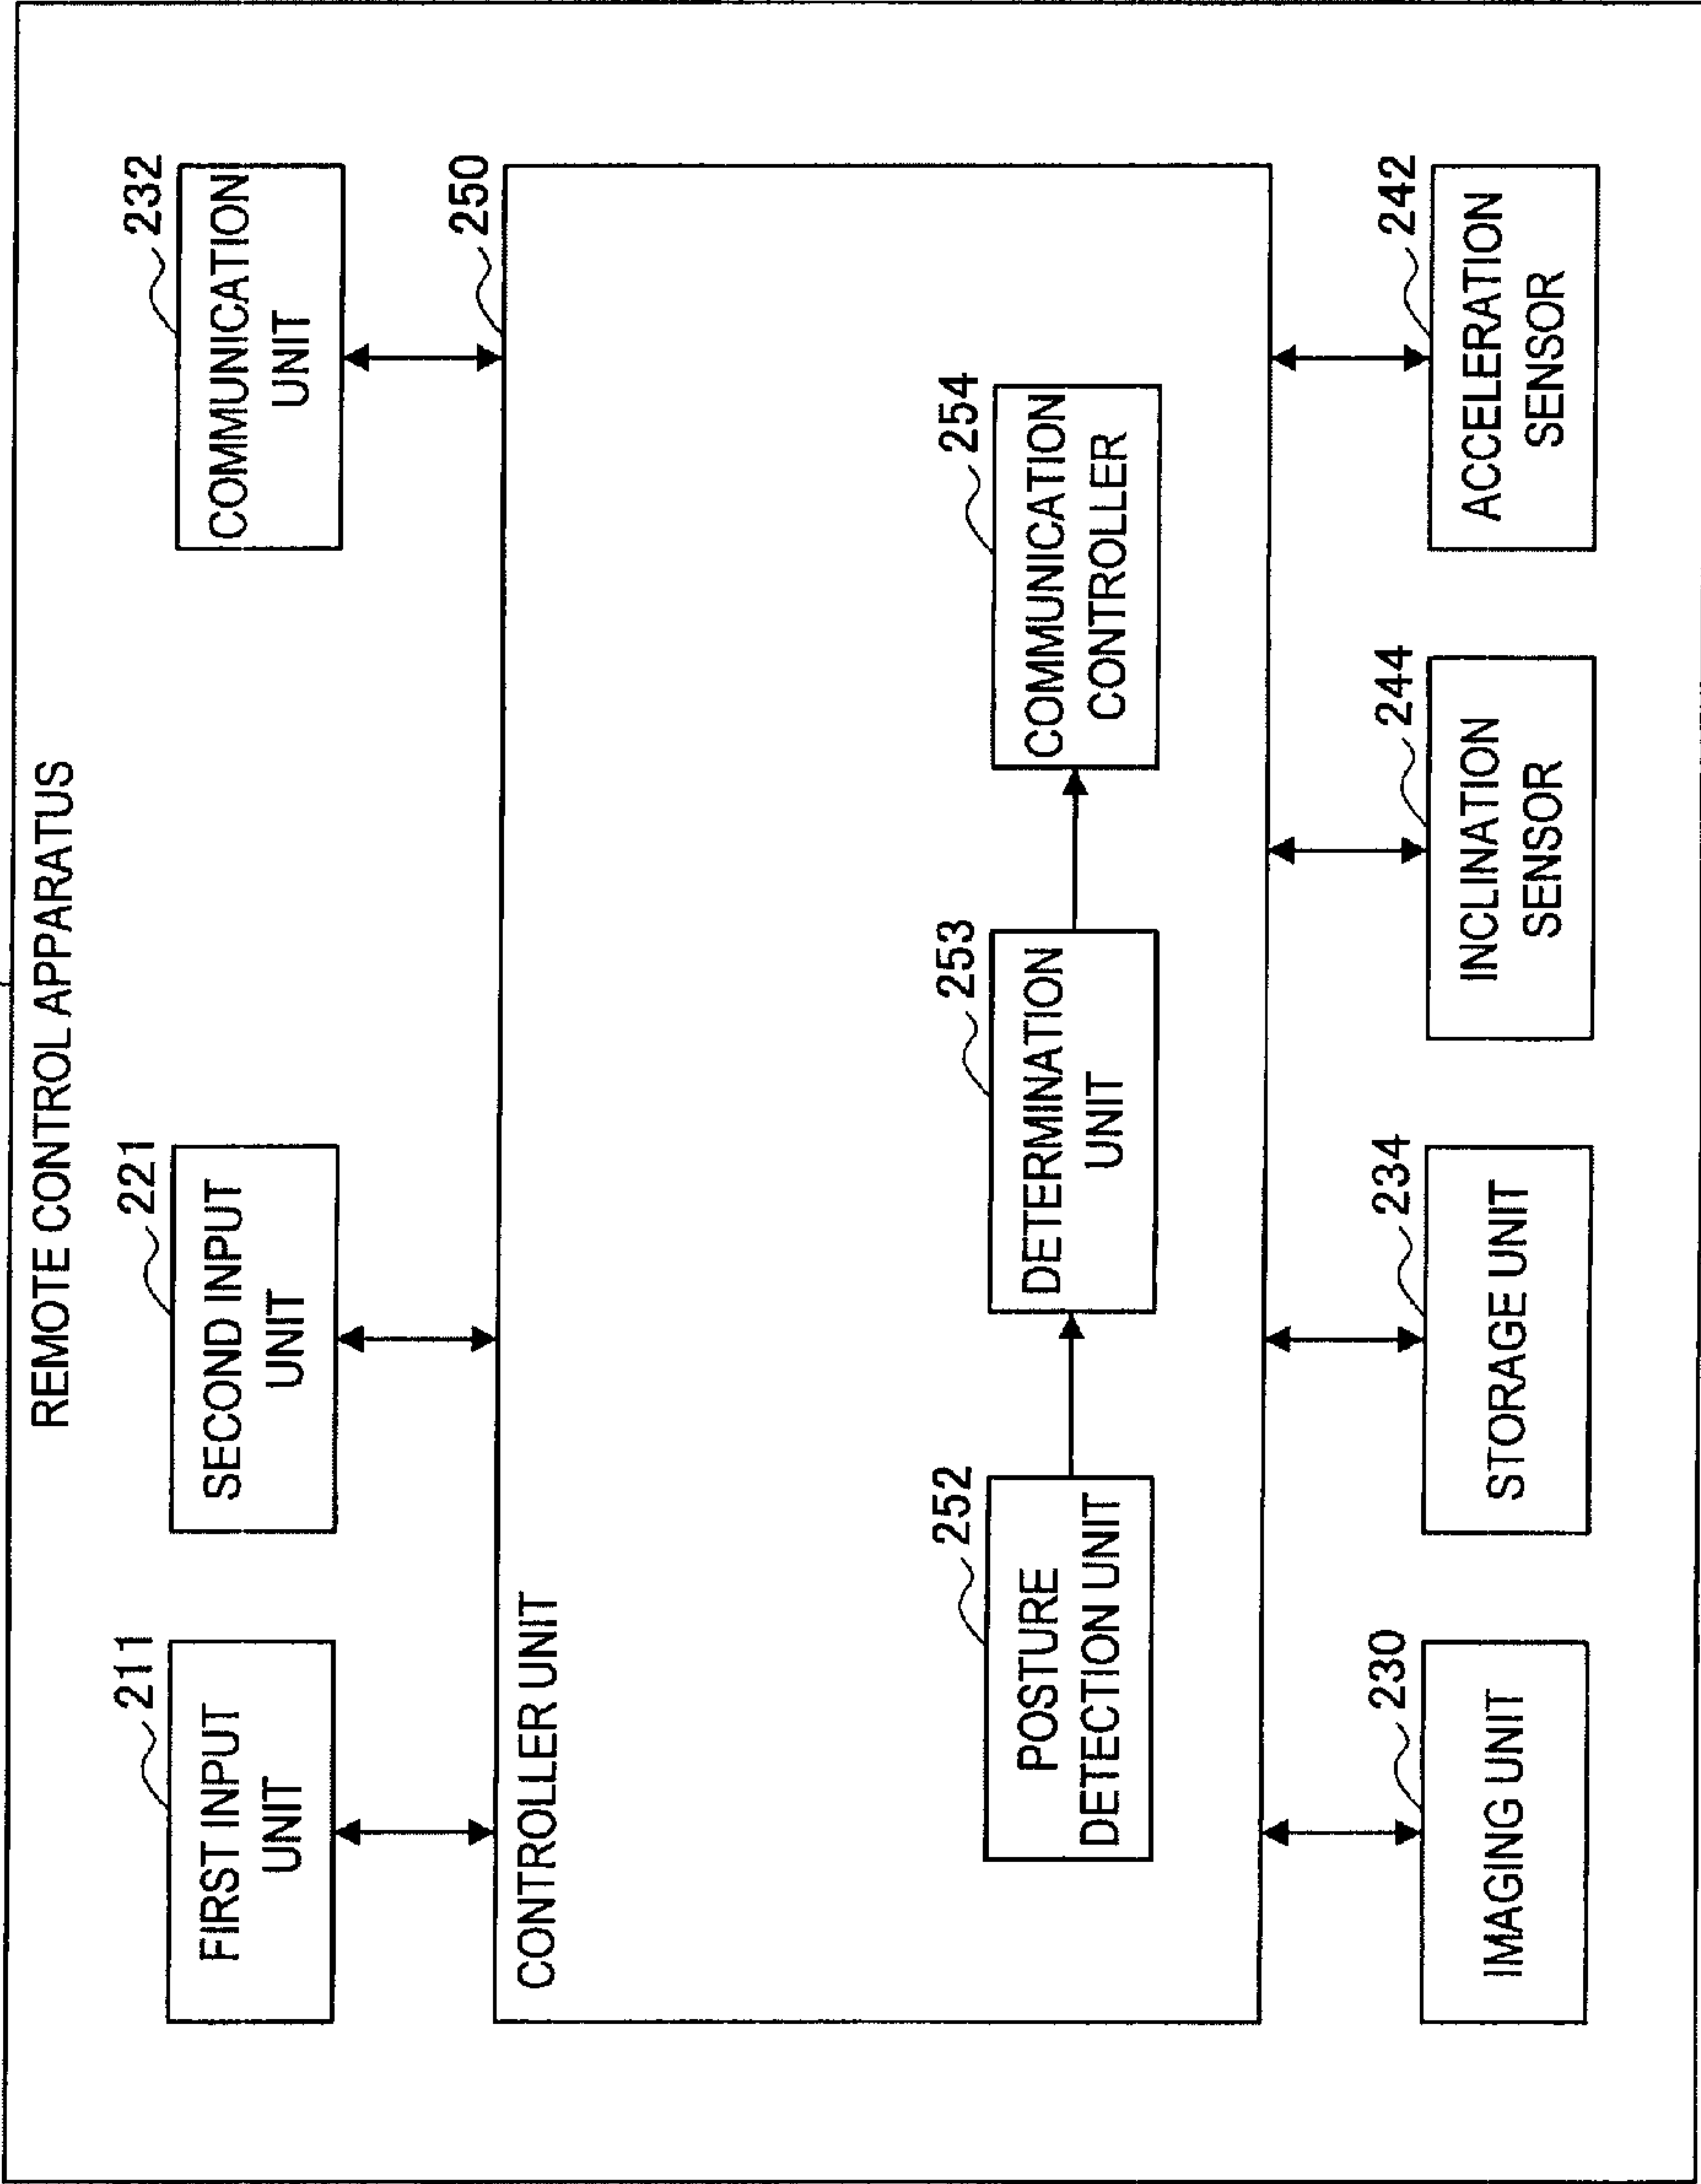 REMOTE CONTROL APPARATUS
211
FIRST INPUT
UNIT
221
SECOND INPUT
UNIT
232
COMMUNICATION
UNIT
250
CONTROLLER UNIT
252
POSTURE
DETECTION UNIT
253
DETERMINATION
UNIT
254
COMMUNICATION
CONTROLLER
230
IMAGING UNIT
234
STORAGE UNIT
244
INCLINATION
SENSOR
242
ACCELERATION
SENSOR